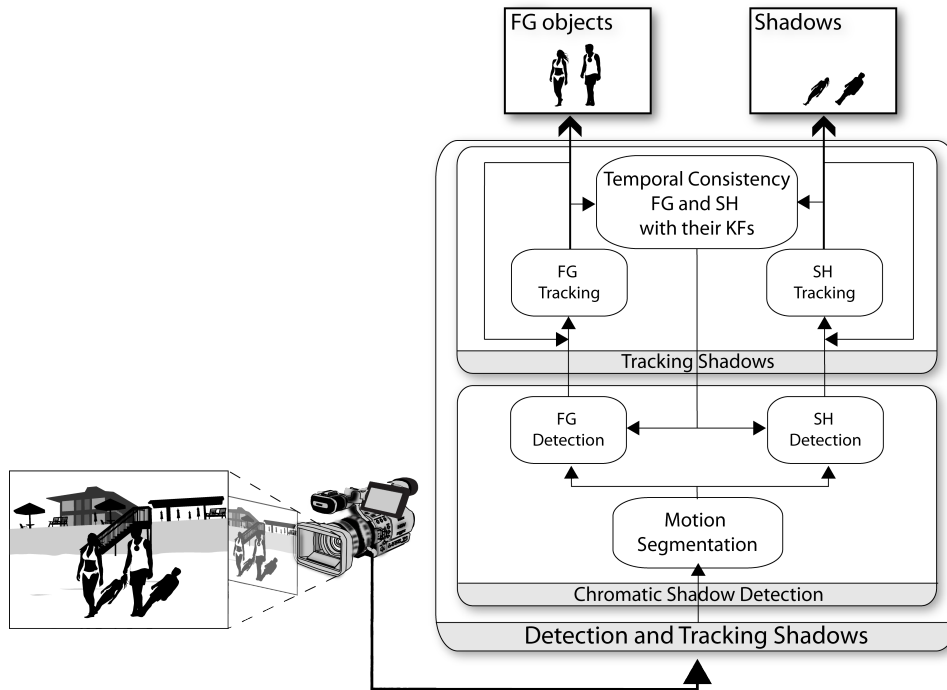 FG objects
Shadows
Temporal Consistency
FG and SH
with their KFs
FG
Tracking
SH
Tracking
Tracking Shadows
FG
Detection
SH
Detection
Motion
Segmentation
Chromatic Shadow Detection
Detection and Tracking Shadows